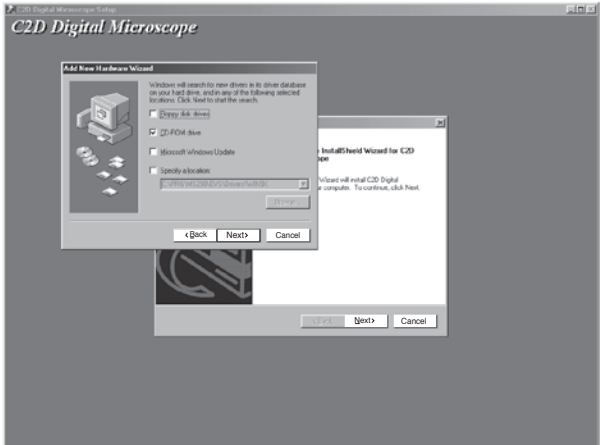 C2D Digital Microscope Setup
C2D Digital Microscope
Add New Hardware Wizard
Windows will search for new drivers in its driver database
on your hard drive, and in any of the following selected
locations. Click Next to start the search.
Floppy disk drives
CD-ROM drive
Microsoft Windows Update
Specify a location:
Browse...
<Back
Next>
Cancel
InstallShield Wizard for C2D
ope
Wizard will install C2D Digital
computer. To continue, click Next.
<Back
Next>
Cancel